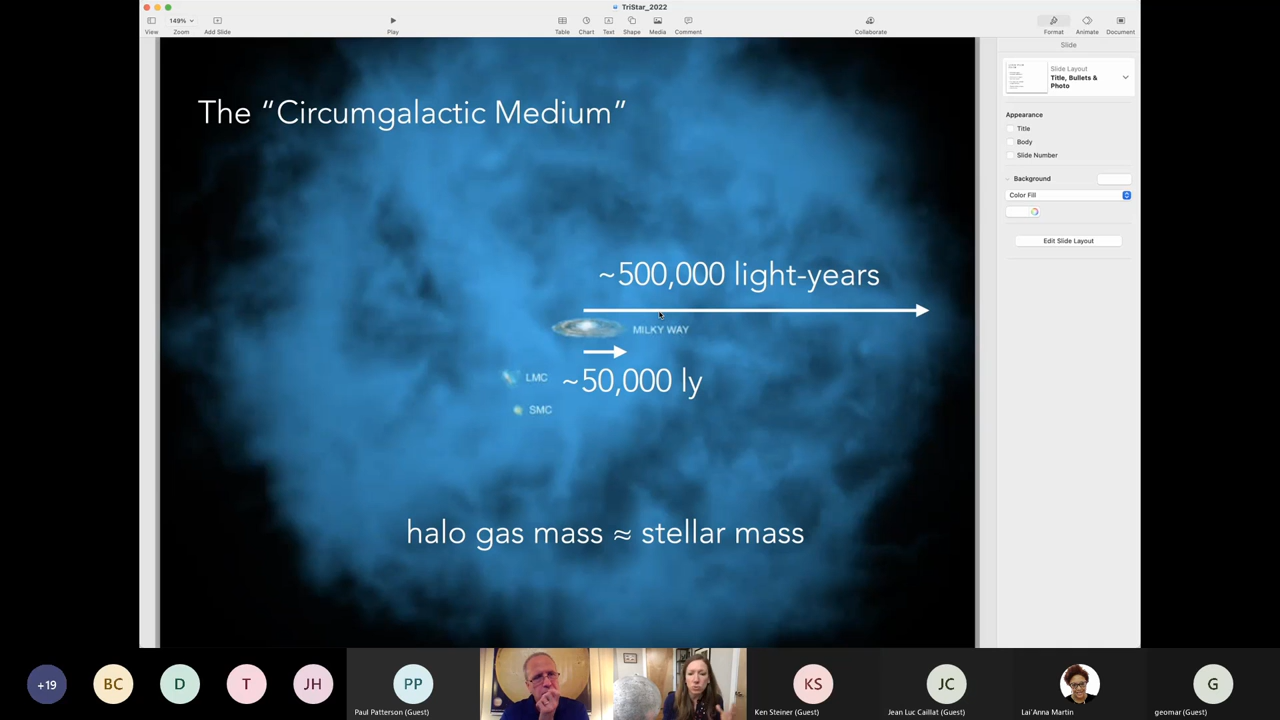 TriStar_2022
149%
View
Zoom
Add Slide
Play
Table
Chart
Text
Shape
Media
Comment
Collaborate
Format
Animate
Document
Slide
Slide Layout
Title, Bullets &
Photo
Appearance
Title
Body
Slide Number
Background
Color Fill
Edit Slide Layout
The “Circumgalactic Medium”
~500,000 light-years
MILKY WAY
~50,000 ly
LMC
SMC
halo gas mass ≈ stellar mass
+19
BC
D
T
JH
PP
Paul Patterson (Guest)
KS
Ken Steiner (Guest)
JC
Jean Luc Caillat (Guest)
Lai'Anna Martin
G
geomar (Guest)